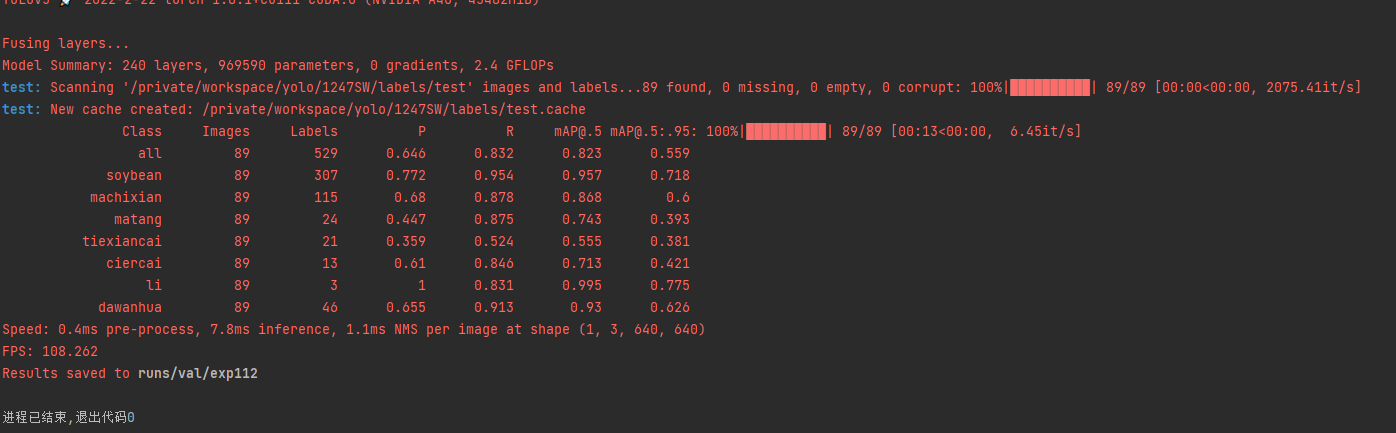 Fusing layers...
Model Summary: 240 layers, 969590 parameters, 0 gradients, 2.4 GFLOPs
test: Scanning '/private/workspace/yolo/1247SW/labels/test' images and labels...89 found, 0 missing, 0 empty, 0 corrupt: 100%|██████████| 89/89 [00:00<00:00, 2075.41it/s]
test: New cache created: /private/workspace/yolo/1247SW/labels/test.cache
Class Images Labels P R mAP@.5 mAP@.5:.95: 100%|██████████| 89/89 [00:13<00:00, 6.45it/s]
all 89 529 0.646 0.832 0.823 0.559
soybean 89 307 0.772 0.954 0.957 0.718
machixian 89 115 0.68 0.878 0.868 0.6
matang 89 24 0.447 0.875 0.743 0.393
tiexiancai 89 21 0.359 0.524 0.555 0.381
ciercai 89 13 0.61 0.846 0.713 0.421
li 89 3 1 0.831 0.995 0.775
dawanhua 89 46 0.655 0.913 0.93 0.626
Speed: 0.4ms pre-process, 7.8ms inference, 1.1ms NMS per image at shape (1, 3, 640, 640)
FPS: 108.262
Results saved to runs/val/exp112
进程已结束,退出代码0